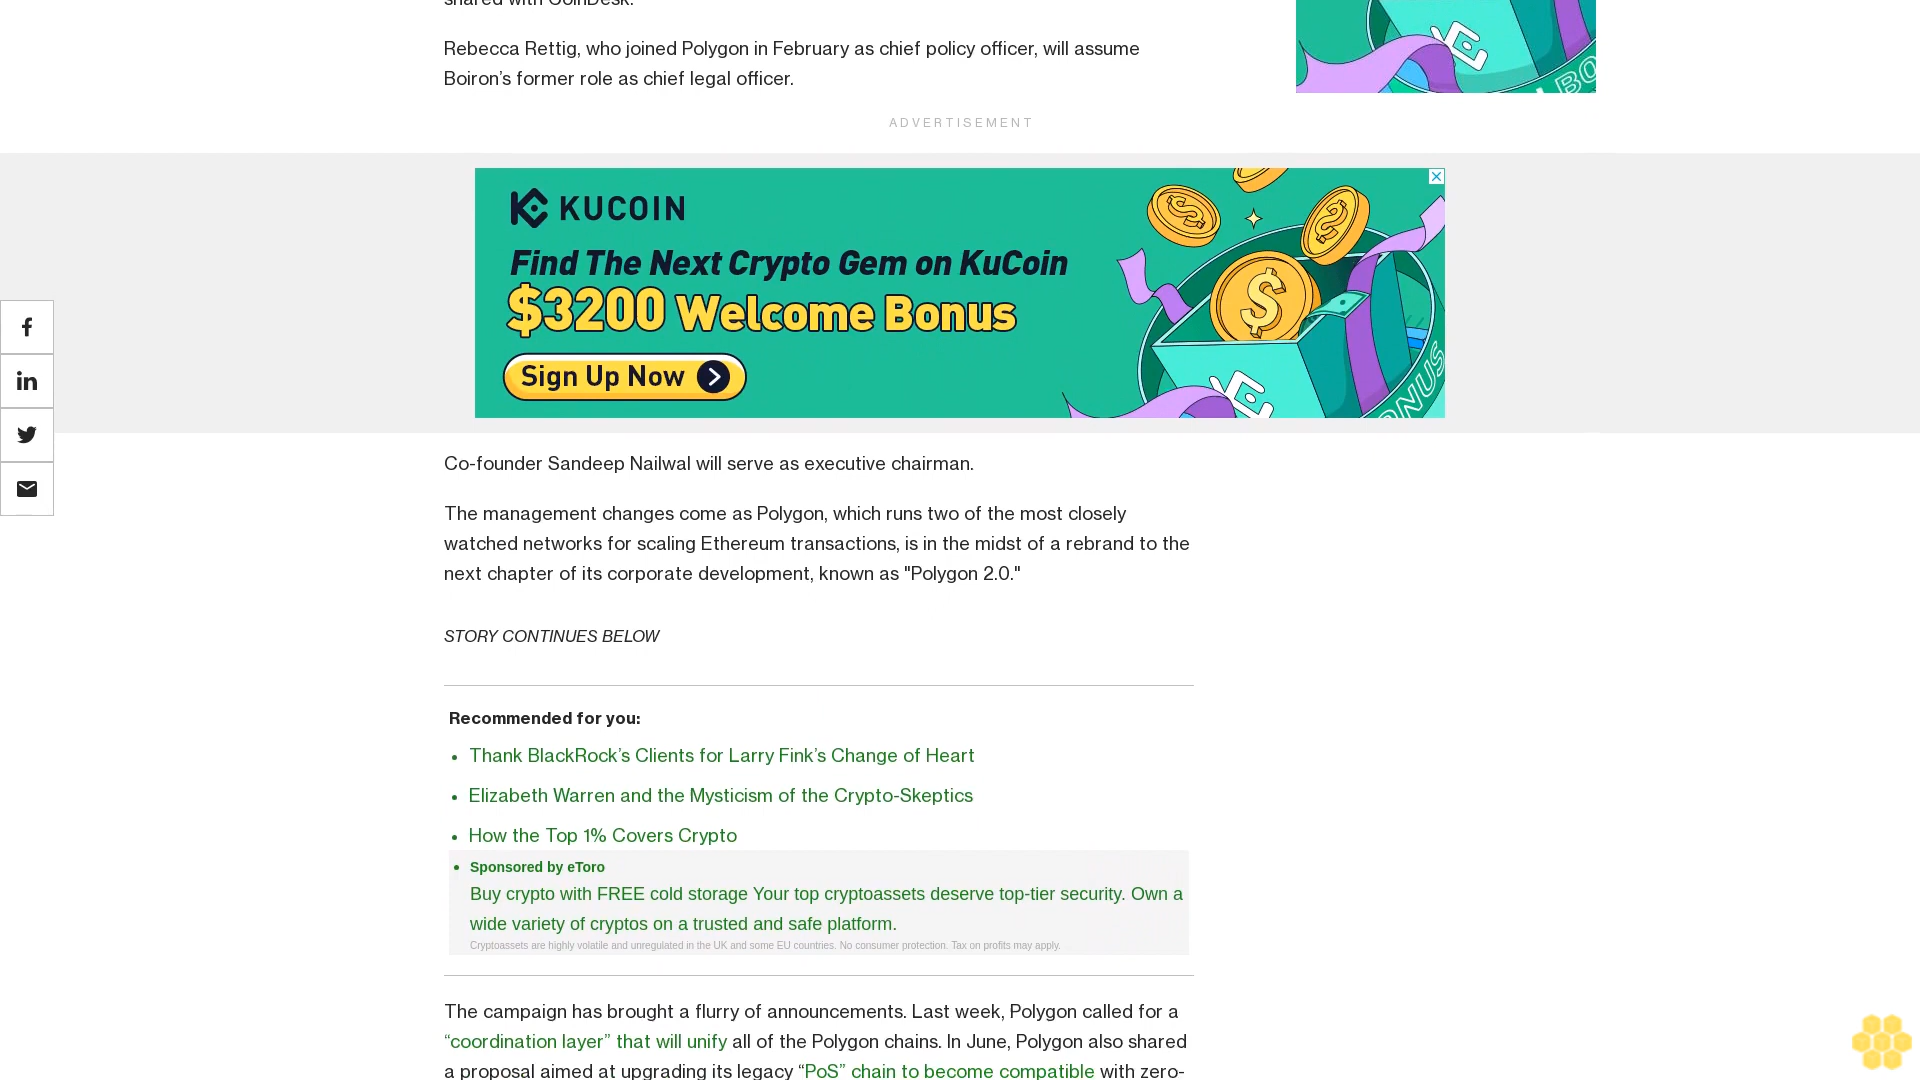 shared with CoinDesk.
Rebecca Rettig, who joined Polygon in February as chief policy officer, will assume
Boiron’s former role as chief legal officer.
ADVERTISEMENT
KUCOIN
Find The Next Crypto Gem on KuCoin
$3200 Welcome Bonus
Sign Up Now
BONUS
Co-founder Sandeep Nailwal will serve as executive chairman.
The management changes come as Polygon, which runs two of the most closely
watched networks for scaling Ethereum transactions, is in the midst of a rebrand to the
next chapter of its corporate development, known as "Polygon 2.0."
STORY CONTINUES BELOW
Recommended for you:
• Thank BlackRock’s Clients for Larry Fink’s Change of Heart
• Elizabeth Warren and the Mysticism of the Crypto-Skeptics
• How the Top 1% Covers Crypto
• Sponsored by eToro
Buy crypto with FREE cold storage Your top cryptoassets deserve top-tier security. Own a
wide variety of cryptos on a trusted and safe platform.
Cryptoassets are highly volatile and unregulated in the UK and some EU countries. No consumer protection. Tax on profits may apply.
The campaign has brought a flurry of announcements. Last week, Polygon called for a
“coordination layer” that will unify all of the Polygon chains. In June, Polygon also shared
a proposal aimed at upgrading its legacy “PoS” chain to become compatible with zero-